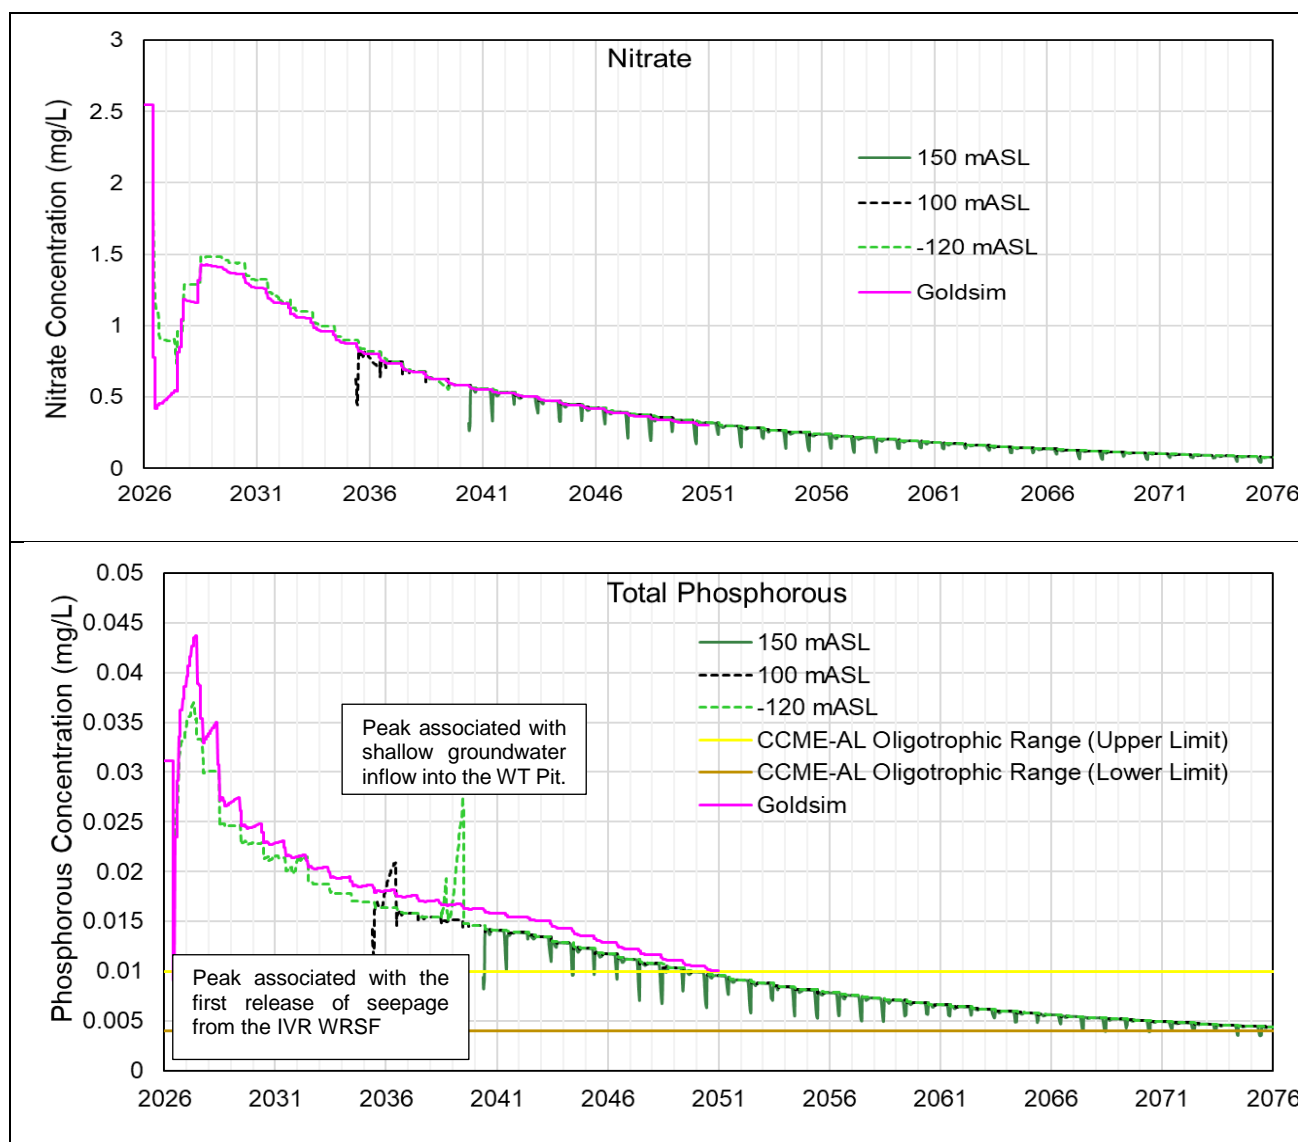 Nitrate
Nitrate Concentration (mg/L)
3
2.5
2
1.5
1
0.5
0
150 mASL
100 mASL
-120 mASL
Goldsim
2026 2031 2036 2041 2046 2051 2056 2061 2066 2071 2076
Total Phosphorous
Phosphorous Concentration (mg/L)
0.05
0.045
0.04
0.035
0.03
0.025
0.02
0.015
0.01
0.005
0
150 mASL
100 mASL
-120 mASL
CCME-AL Oligotrophic Range (Upper Limit)
CCME-AL Oligotrophic Range (Lower Limit)
Goldsim
Peak associated with
shallow groundwater
inflow into the WT Pit.
Peak associated with the
first release of seepage
from the IVR WRSF
2026 2031 2036 2041 2046 2051 2056 2061 2066 2071 2076